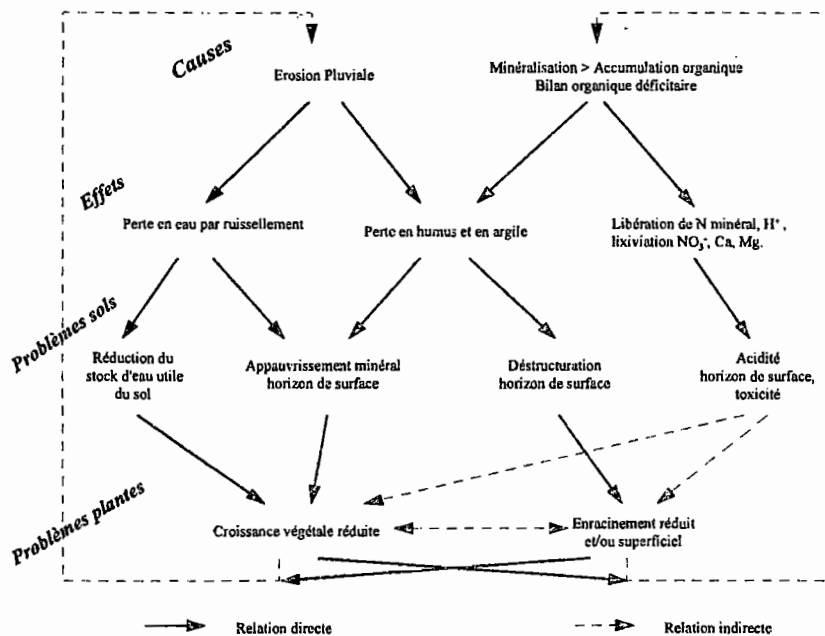 Causes
Erosion Pluviale
Minéralisation > Accumulation organique
Bilan organique déficitaire
Effets
Perte en eau par ruissellement
Perte en humus et en argile
Libération de N minéral, H⁺,
lixiviation NO₃⁻, Ca, Mg.
Problèmes sols
Réduction du
stock d'eau utile
du sol
Appauvrissement minéral
horizon de surface
Déstructuration
horizon de surface
Acidité
horizon de surface,
toxicité
Problèmes plantes
Croissance végétale réduite
Enracinement réduit
et/ou superficiel
Relation directe
Relation indirecte